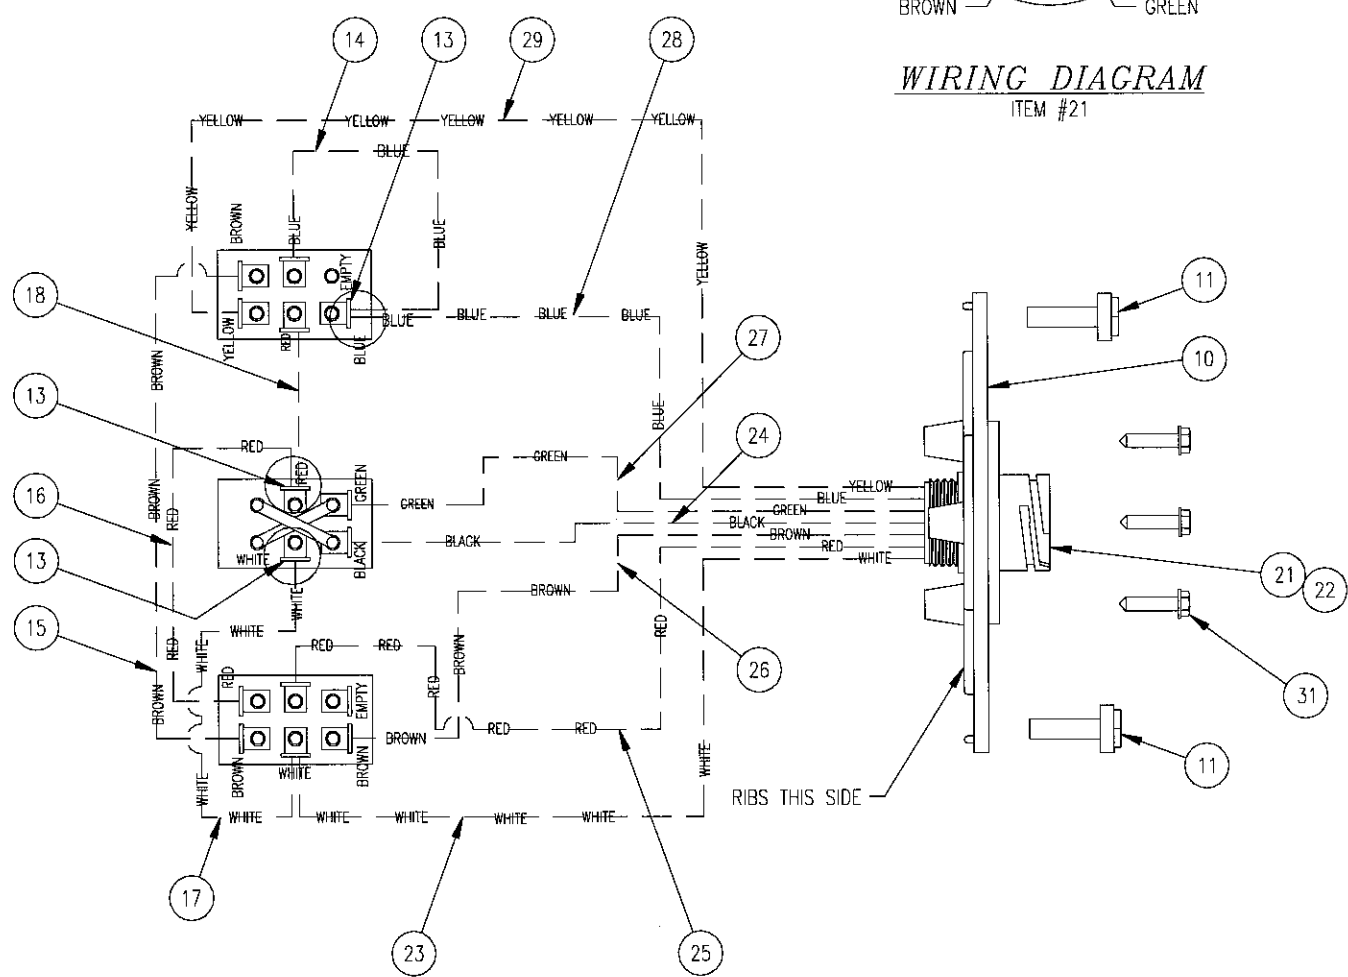 BROWN
GREEN
WIRING DIAGRAM
ITEM #21
14
13
29
28
YELLOW YELLOW YELLOW YELLOW YELLOW
BLUE
YELLOW
BROWN
BLUE
BLUE
YELLOW
EMPTY
18
11
BLUE BLUE BLUE BLUE
YELLOW
RED
BLUE
27
10
BROWN
13
BLUE
24
RED
RED
GREEN
GREEN
16
BROWN
RED
GREEN
YELLOW
BLUE
GREEN
BLACK
BROWN
RED
WHITE
BLACK
WHITE
BLACK
13
21
22
BROWN
WHITE
15
WHITE
RED
WHITE
RED RED
BROWN
RED
26
31
RED
EMPTY
RED
BROWN
BROWN
RED RED
11
BROWN
WHITE
BROWN
WHITE
WHITE
RIBS THIS SIDE
WHITE WHITE WHITE WHITE WHITE
17
23
25